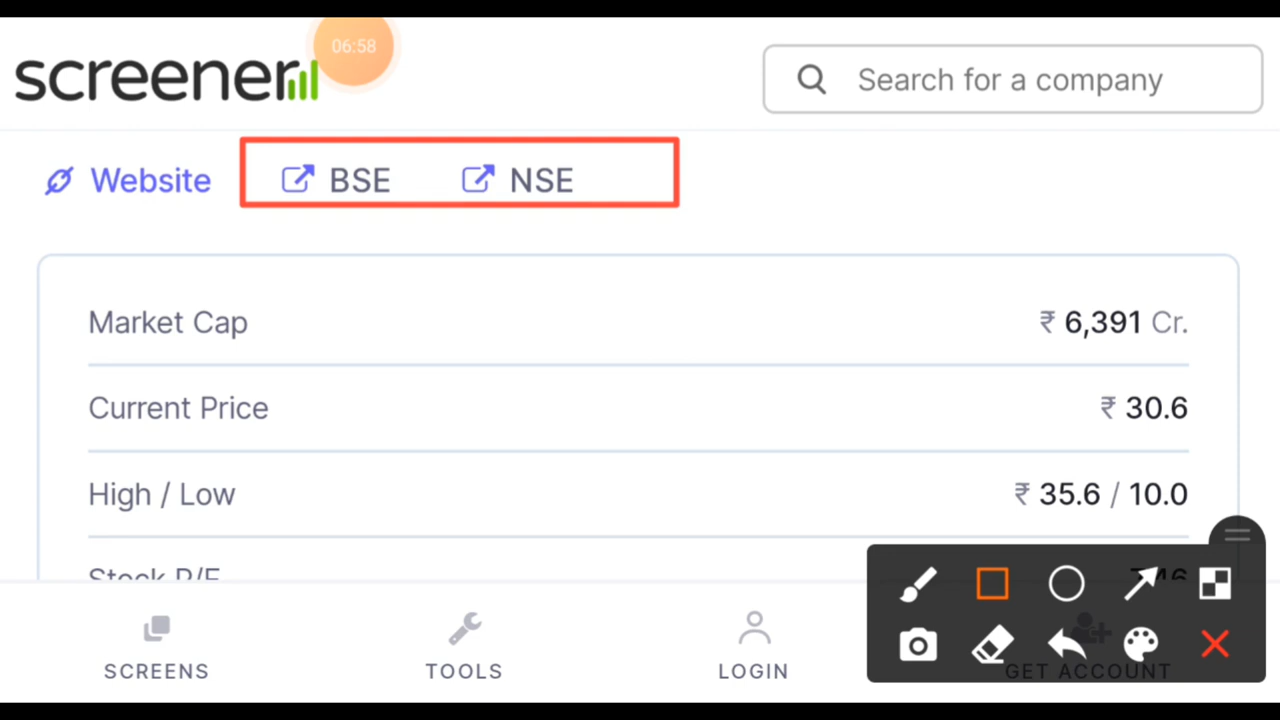 screener
06:58
Search for a company
Website BSE NSE
Market Cap ₹ 6,391 Cr.
Current Price ₹ 30.6
High / Low ₹ 35.6 / 10.0
Stock P/E
SCREENS TOOLS LOGIN GET ACCOUNT